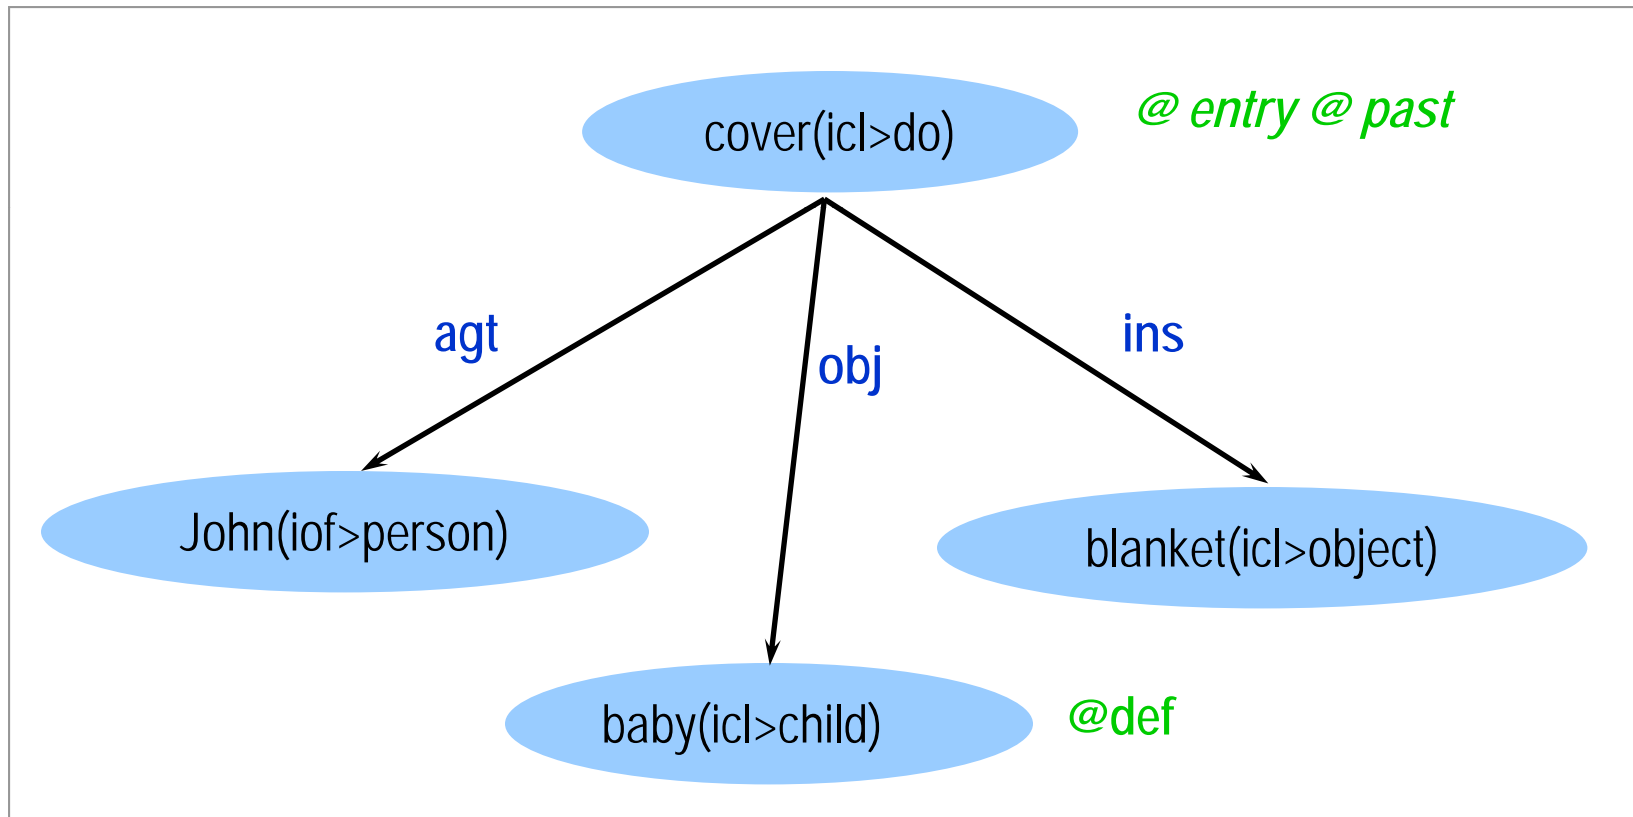 cover(icl>do)
@ entry @ past
agt
obj
ins
John(iof>person)
blanket(icl>object)
baby(icl>child)
@def